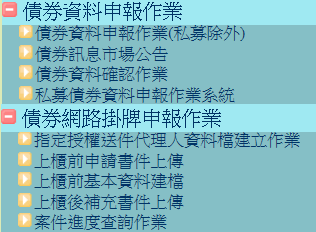 債券資料申報作業
債券資料申報作業(私募除外)
債券訊息市場公告
債券資料確認作業
私募債券資料申報作業系統
債券網路掛牌申報作業
指定授權送件代理人資料檔建立作業
上櫃前申請書件上傳
上櫃前基本資料建檔
上櫃後補充書件上傳
案件進度查詢作業